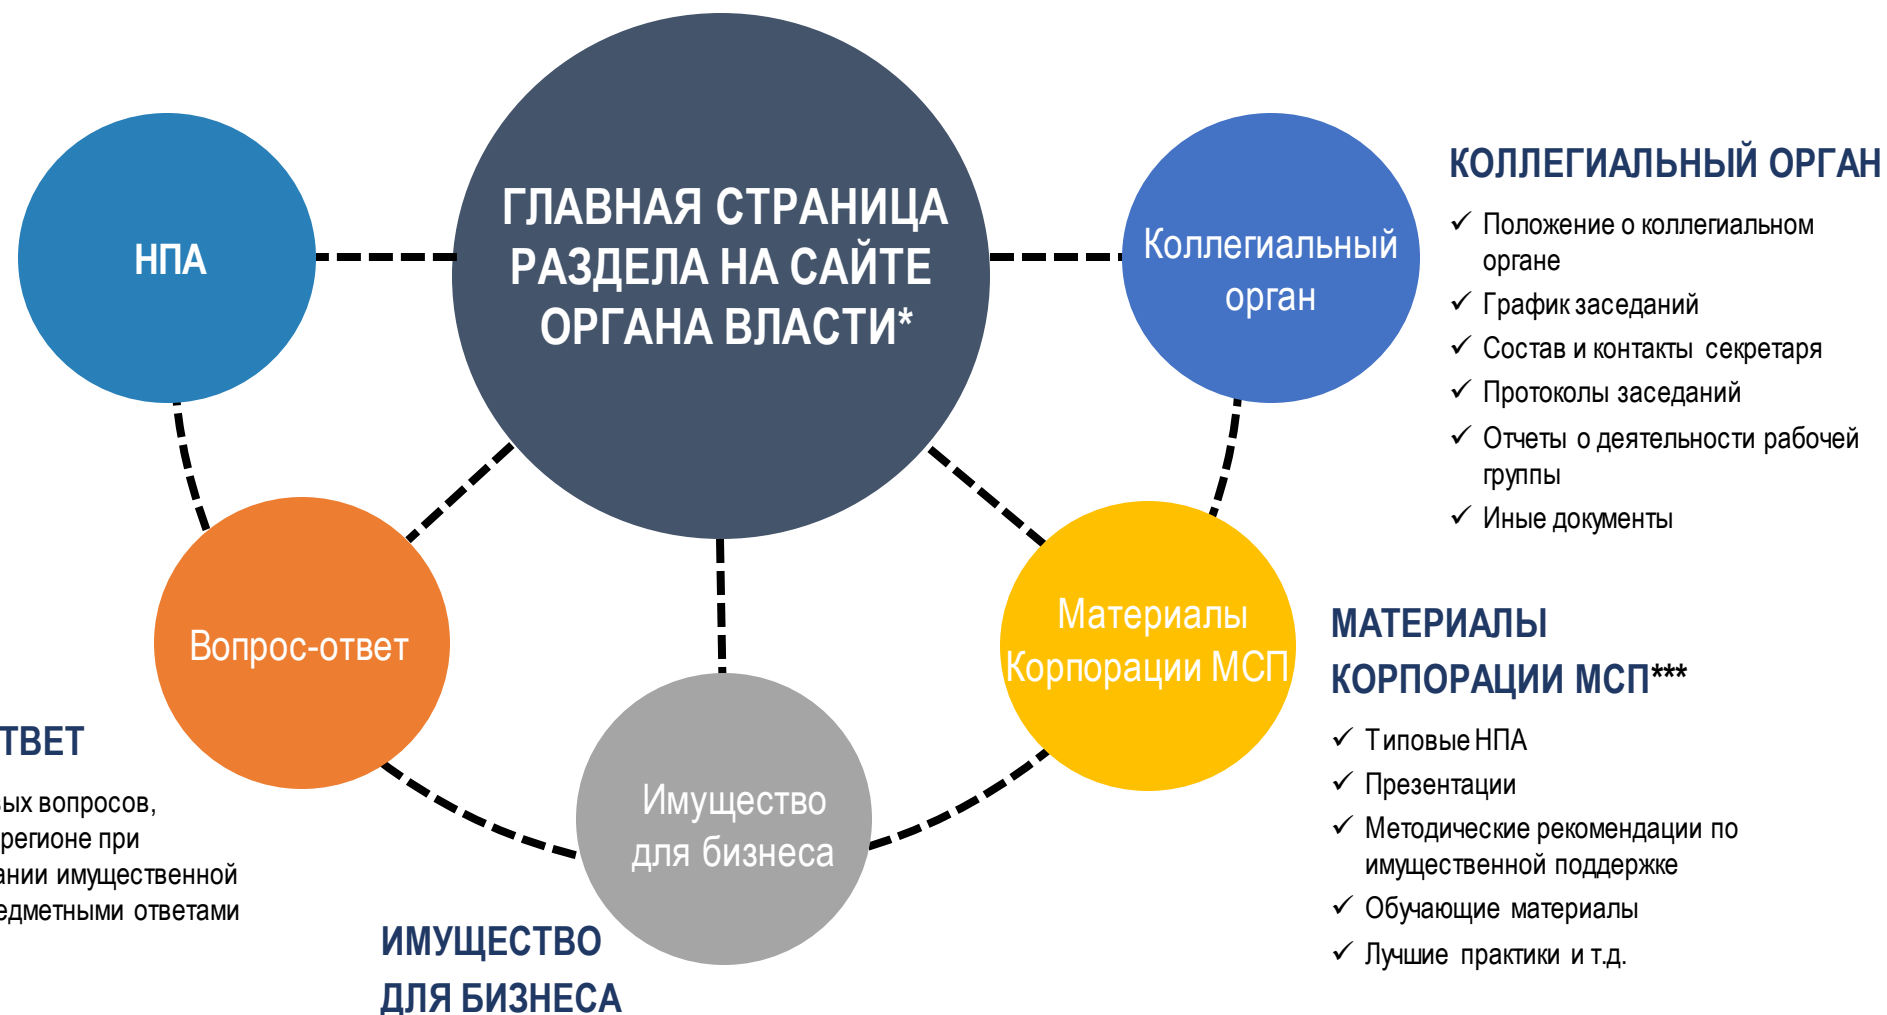 ГЛАВНАЯ СТРАНИЦА
РАЗДЕЛА НА САЙТЕ
ОРГАНА ВЛАСТИ*
НПА
Коллегиальный
орган
КОЛЛЕГИАЛЬНЫЙ ОРГАН
✓ Положение о коллегиальном
органе
✓ График заседаний
✓ Состав и контакты секретаря
✓ Протоколы заседаний
✓ Отчеты о деятельности рабочей
группы
✓ Иные документы
Вопрос-ответ
Материалы
Корпорации МСП
МАТЕРИАЛЫ
КОРПОРАЦИИ МСП***
✓ Типовые НПА
✓ Презентации
✓ Методические рекомендации по
имущественной поддержке
✓ Обучающие материалы
✓ Лучшие практики и т.д.
ТВЕТ
вопросов,
регионе при
имущественной
ответами
Имущество
для бизнеса
ИМУЩЕСТВО
ДЛЯ БИЗНЕСА